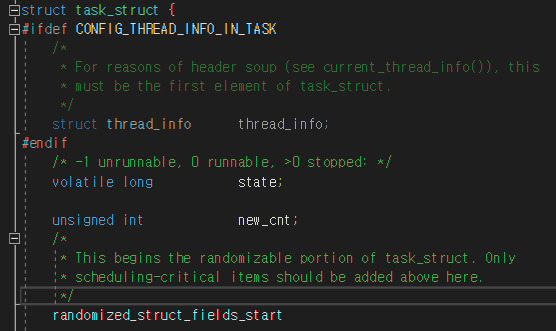 struct task_struct {
#ifdef CONFIG_THREAD_INFO_IN_TASK
/*
* For reasons of header soup (see current_thread_info()), this
* must be the first element of task_struct.
*/
struct thread_info thread_info;
#endif
/* -1 unrunnable, 0 runnable, >0 stopped: */
volatile long state;
unsigned int new_cnt;
/*
* This begins the randomizable portion of task_struct. Only
* scheduling-critical items should be added above here.
*/
randomized_struct_fields_start